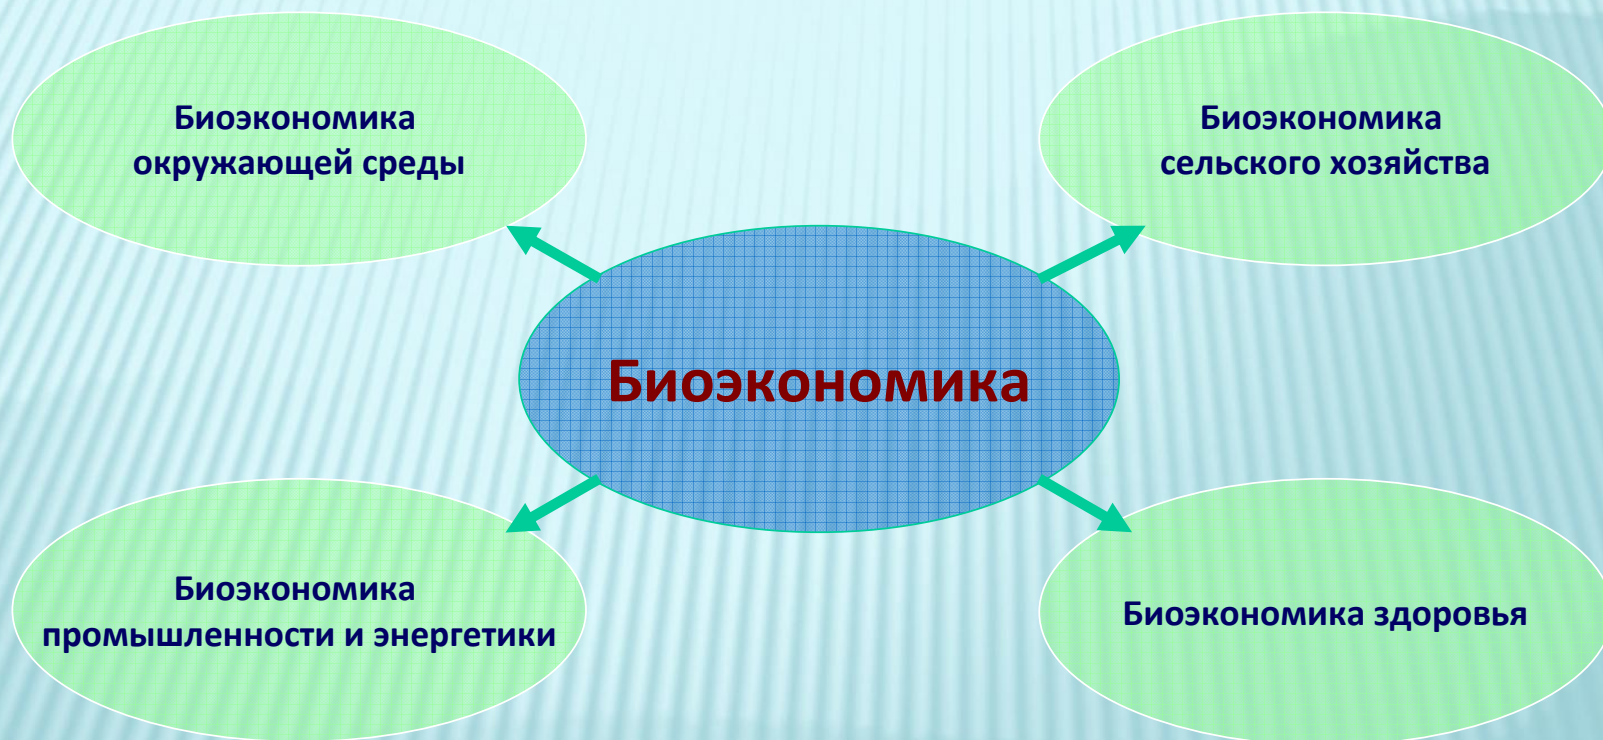 Биоэкономика
окружающей среды
Биоэкономика
сельского хозяйства
Биоэкономика
Биоэкономика
промышленности и энергетики
Биоэкономика здоровья